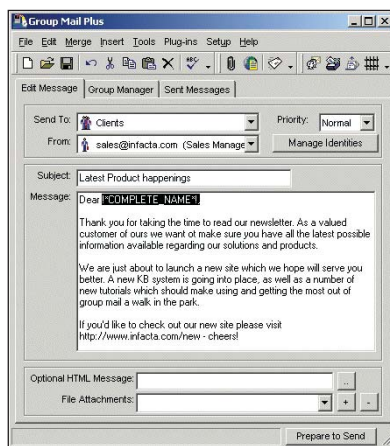 Group Mail Plus
File Edit Merge Insert Tools Plug-ins Setup Help
Edit Message Group Manager Sent Messages
Send To: Clients Priority: Normal
From: sales@infacta.com (Sales Manage Manage Identities
Subject: Latest Product happenings
Message: Dear !*COMPLETE_NAME*!,
Thank you for taking the time to read our newsletter. As a valued
customer of ours we want ot make sure you have all the latest possible
information available regarding our solutions and products.
We are just about to launch a new site which we hope will serve you
better. A new KB system is going into place, as well as a number of
new tutorials which should make using and getting the most out of
group mail a walk in the park.
If you'd like to check out our new site please visit
http://www.infacta.com/new - cheers!
Optional HTML Message: ..
File Attachments: + -
Prepare to Send